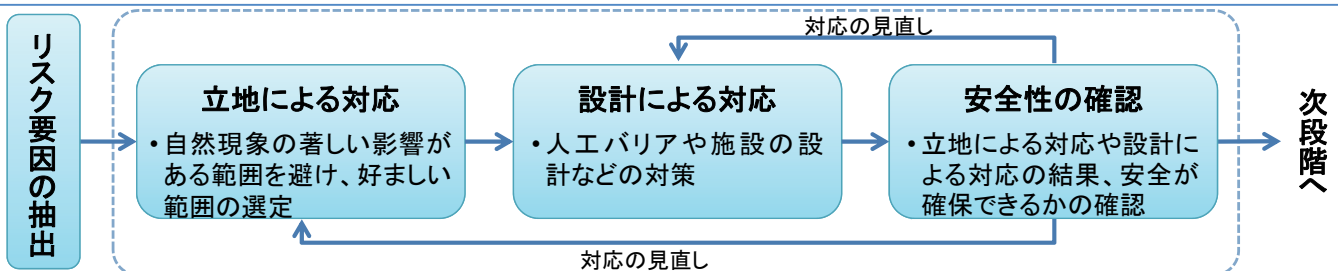 リスク要因の抽出
対応の見直し
立地による対応
・自然現象の著しい影響が
ある範囲を避け、好ましい
範囲の選定
設計による対応
・人工バリアや施設の設
計などの対策
安全性の確認
・立地による対応や設計に
よる対応の結果、安全が
確保できるかの確認
対応の見直し
次段階へ